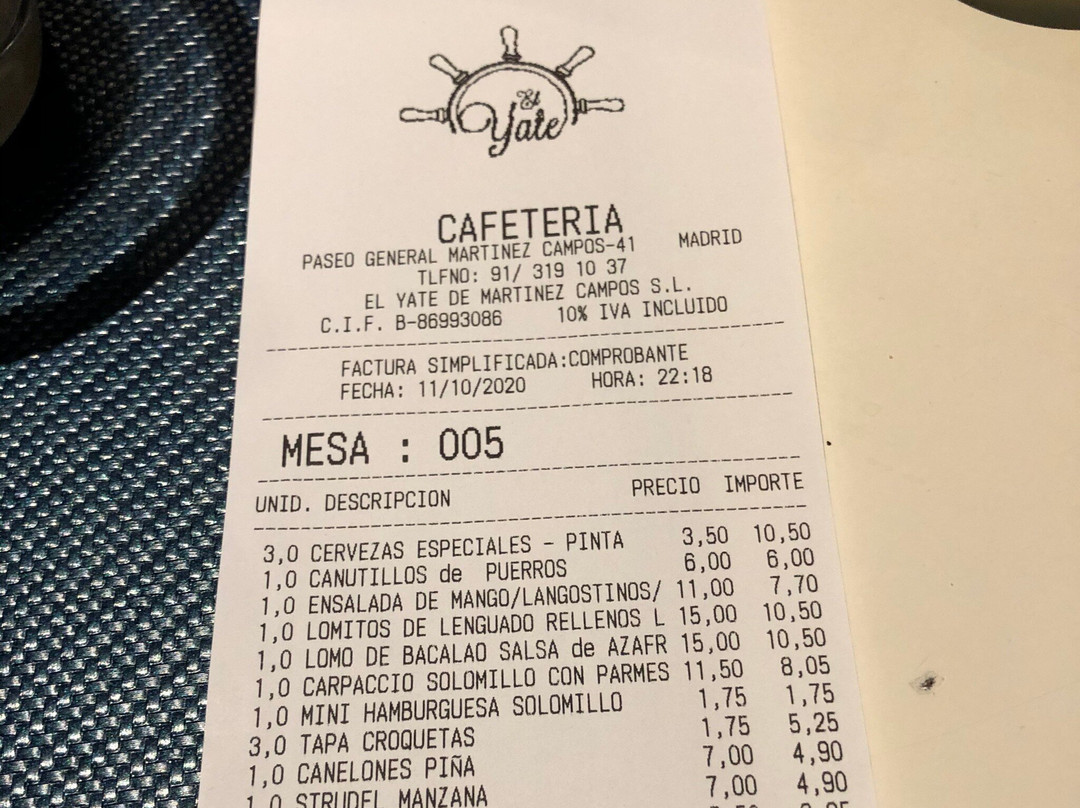 El
Yate
CAFETERIA
PASEO GENERAL MARTINEZ CAMPOS-41 MADRID
TLFNO: 91/ 319 10 37
EL YATE DE MARTINEZ CAMPOS S.L.
C.I.F. B-86993086 10% IVA INCLUIDO
FACTURA SIMPLIFICADA:COMPROBANTE
FECHA: 11/10/2020 HORA: 22:18
MESA : 005
UNID. DESCRIPCION PRECIO IMPORTE
3,0 CERVEZAS ESPECIALES - PINTA 3,50 10,50
1,0 CANUTILLOS de PUERROS 6,00 6,00
1,0 ENSALADA DE MANGO/LANGOSTINOS/ 11,00 7,70
1,0 LOMITOS DE LENGUADO RELLENOS L 15,00 10,50
1,0 LOMO DE BACALAO SALSA de AZAFR 15,00 10,50
1,0 CARPACCIO SOLOMILLO CON PARMES 11,50 8,05
1,0 MINI HAMBURGUESA SOLOMILLO 1,75 1,75
3,0 TAPA CROQUETAS 1,75 5,25
1,0 CANELONES PIÑA 7,00 4,90
1,0 STRUDEL MANZANA 7,00 4,90